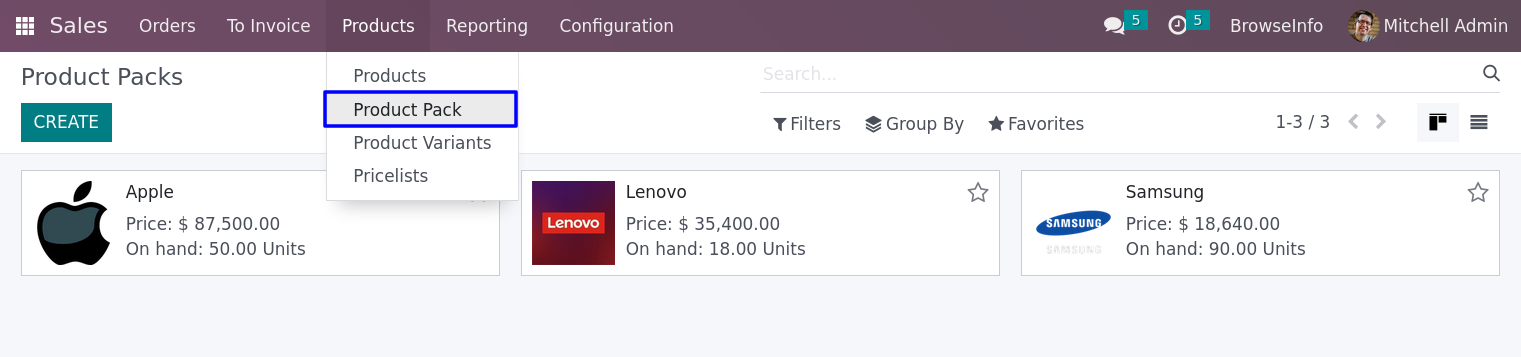 Sales Orders To Invoice Products Reporting Configuration 5 5 BrowseInfo Mitchell Admin
Product Packs
Search...
CREATE
Products
Product Pack
Product Variants
Pricelists
Filters Group By Favorites 1-3 / 3
Apple
Price: $ 87,500.00
On hand: 50.00 Units
Lenovo
Lenovo
Price: $ 35,400.00
On hand: 18.00 Units
SAMSUNG
SAMSUNG
Samsung
Price: $ 18,640.00
On hand: 90.00 Units